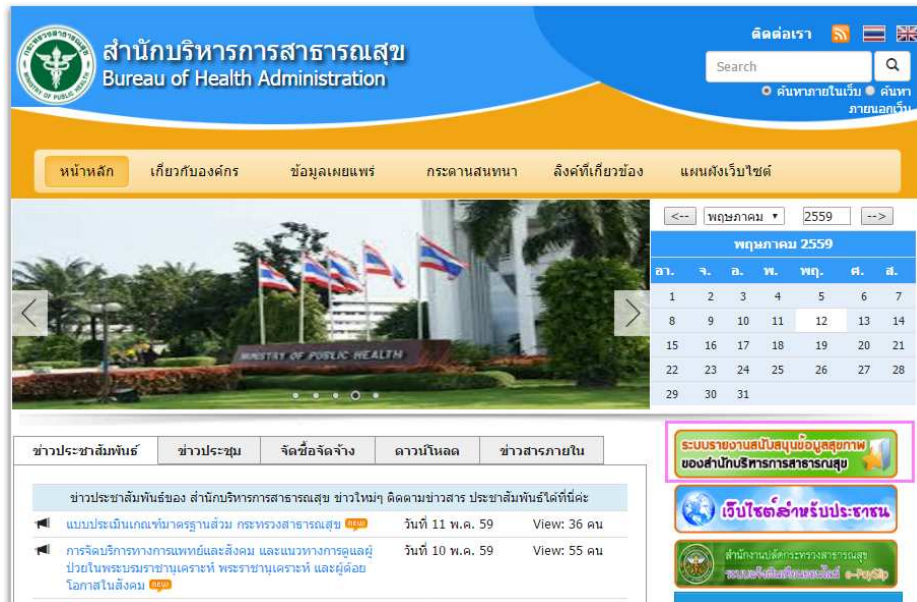 ติดต่อเรา
สำนักบริหารการสาธารณสุข
Bureau of Health Administration
Search
ค้นหาภายในเว็บ ค้นหา
ภายนอกเว็บ
หน้าหลัก เกี่ยวกับองค์กร ข้อมูลเผยแพร่ กระดานสนทนา ลิงค์ที่เกี่ยวข้อง แผนผังเว็บไซต์
<-- พฤษภาคม 2559 -->
พฤษภาคม 2559
อา. จ. อ. พ. พฤ. ศ. ส.
1 2 3 4 5 6 7
8 9 10 11 12 13 14
15 16 17 18 19 20 21
22 23 24 25 26 27 28
29 30 31
MINISTRY OF PUBLIC HEALTH
ข่าวประชาสัมพันธ์ ข่าวประชุม จัดซื้อจัดจ้าง ดาวน์โหลด ข่าวสารภายใน
ข่าวประชาสัมพันธ์ของ สำนักบริหารการสาธารณสุข ข่าวใหม่ๆ ติดตามข่าวสาร ประชาสัมพันธ์ได้ที่นี่ค่ะ
แบบประเมินเกณฑ์มาตรฐานส้วม กระทรวงสาธารณสุข new วันที่ 11 พ.ค. 59 View: 36 คน
การจัดบริการทางการแพทย์และสังคม และแนวทางการดูแลผู้ วันที่ 10 พ.ค. 59 View: 55 คน
ป่วยในพระบรมราชานุเคราะห์ พระราชานุเคราะห์ และผู้ด้อย
โอกาสในสังคม new
ระบบรายงานสนับสนุนข้อมูลสุขภาพ
ของสำนักบริหารการสาธารณสุข
เว็บไซต์สำหรับประชาชน
สำนักงานปลัดกระทรวงสาธารณสุข
e-PaySlip